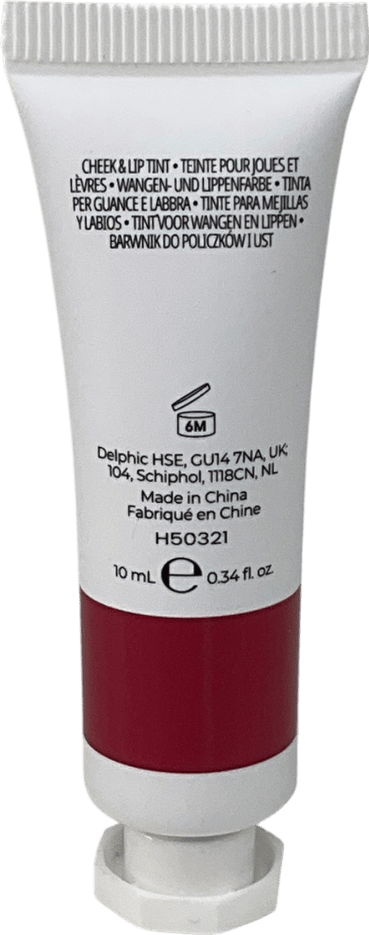 CHEEK & LIP TINT • TEINTE POUR JOUES ET
LÈVRES • WANGEN- UND LIPPENFARBE • TINTA
PER GUANCE E LABBRA • TINTE PARA MEJILLAS
Y LABIOS • TINT VOOR WANGEN EN LIPPEN •
BARWNIK DO POLICZKÓW I UST
6M
Delphic HSE, GU14 7NA, UK;
104, Schiphol, 1118CN, NL
Made in China
Fabriqué en Chine
H50321
10 mL e 0.34 fl. oz.